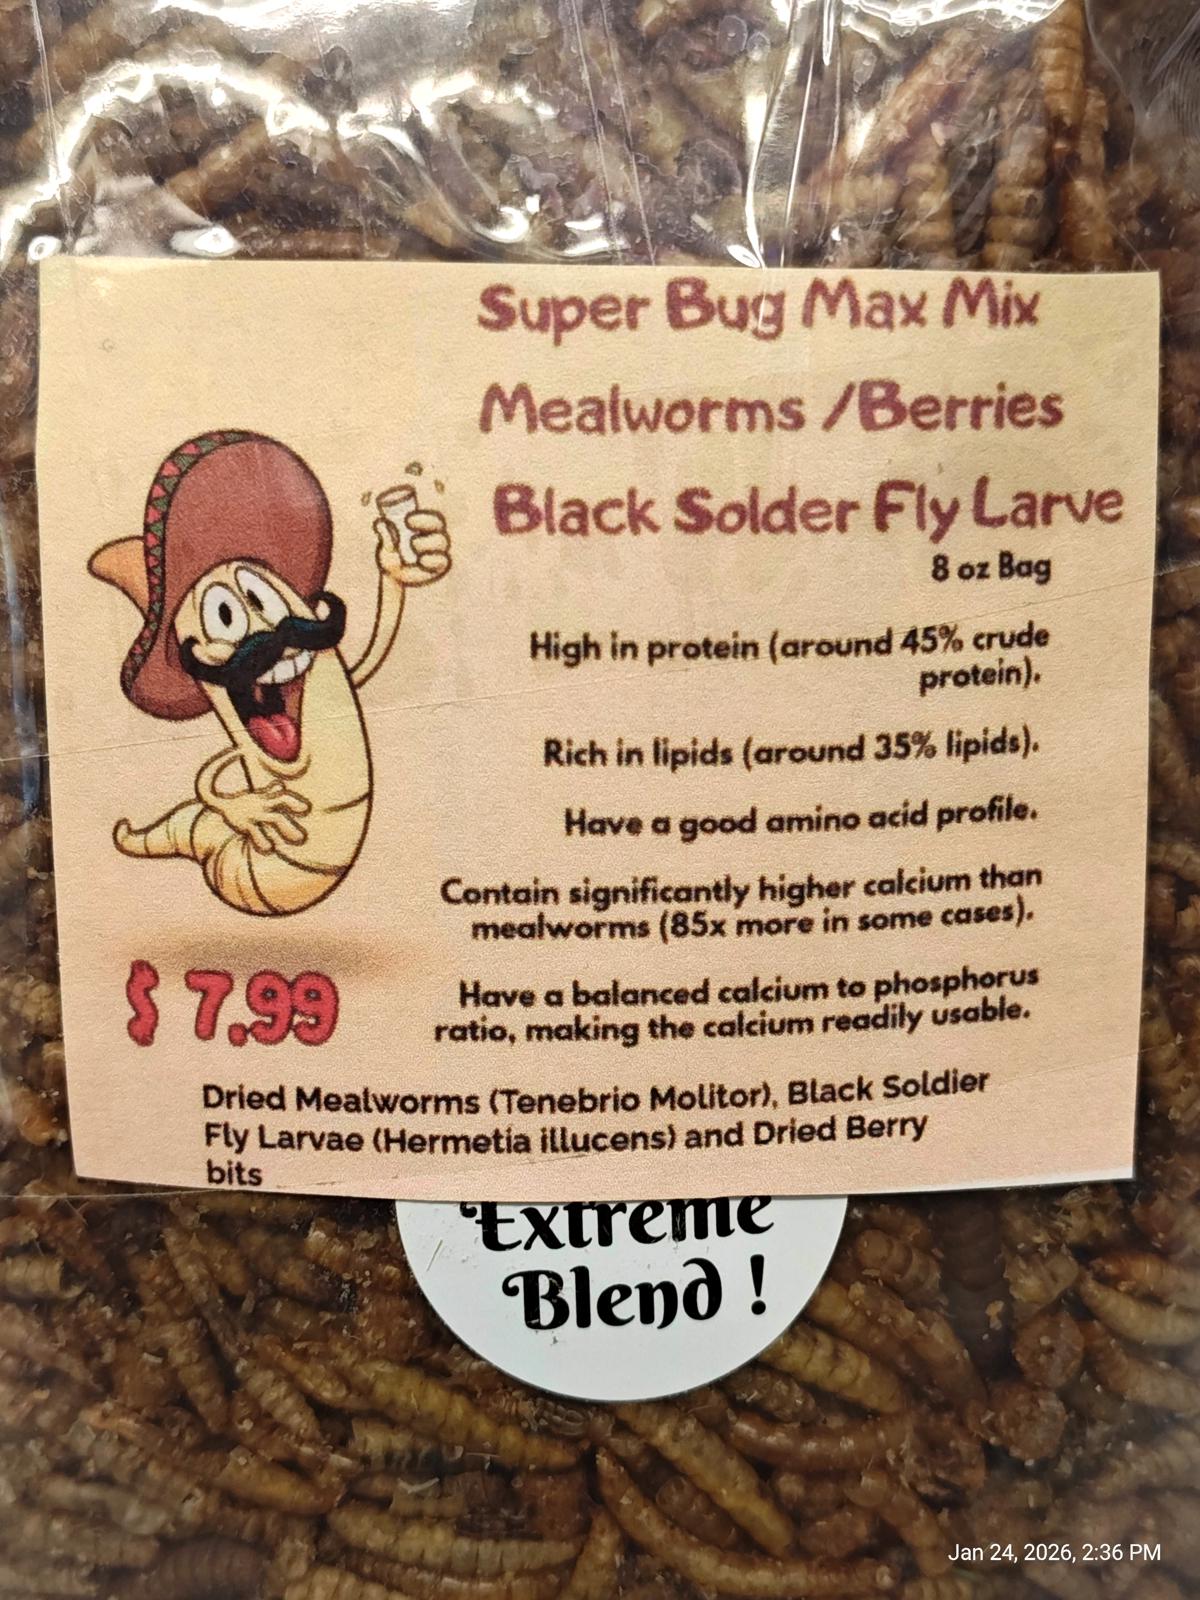 Super Bug Max Mix
Mealworms /Berries
Black Solder Fly Larve
8 oz Bag
High in protein (around 45% crude
protein).
Rich in lipids (around 35% lipids).
Have a good amino acid profile.
Contain significantly higher calcium than
mealworms (85x more in some cases).
Have a balanced calcium to phosphorus
ratio, making the calcium readily usable.
$ 7.99
Dried Mealworms (Tenebrio Molitor), Black Soldier
Fly Larvae (Hermetia illucens) and Dried Berry
bits
Extreme
Blend !
Jan 24, 2026, 2:36 PM